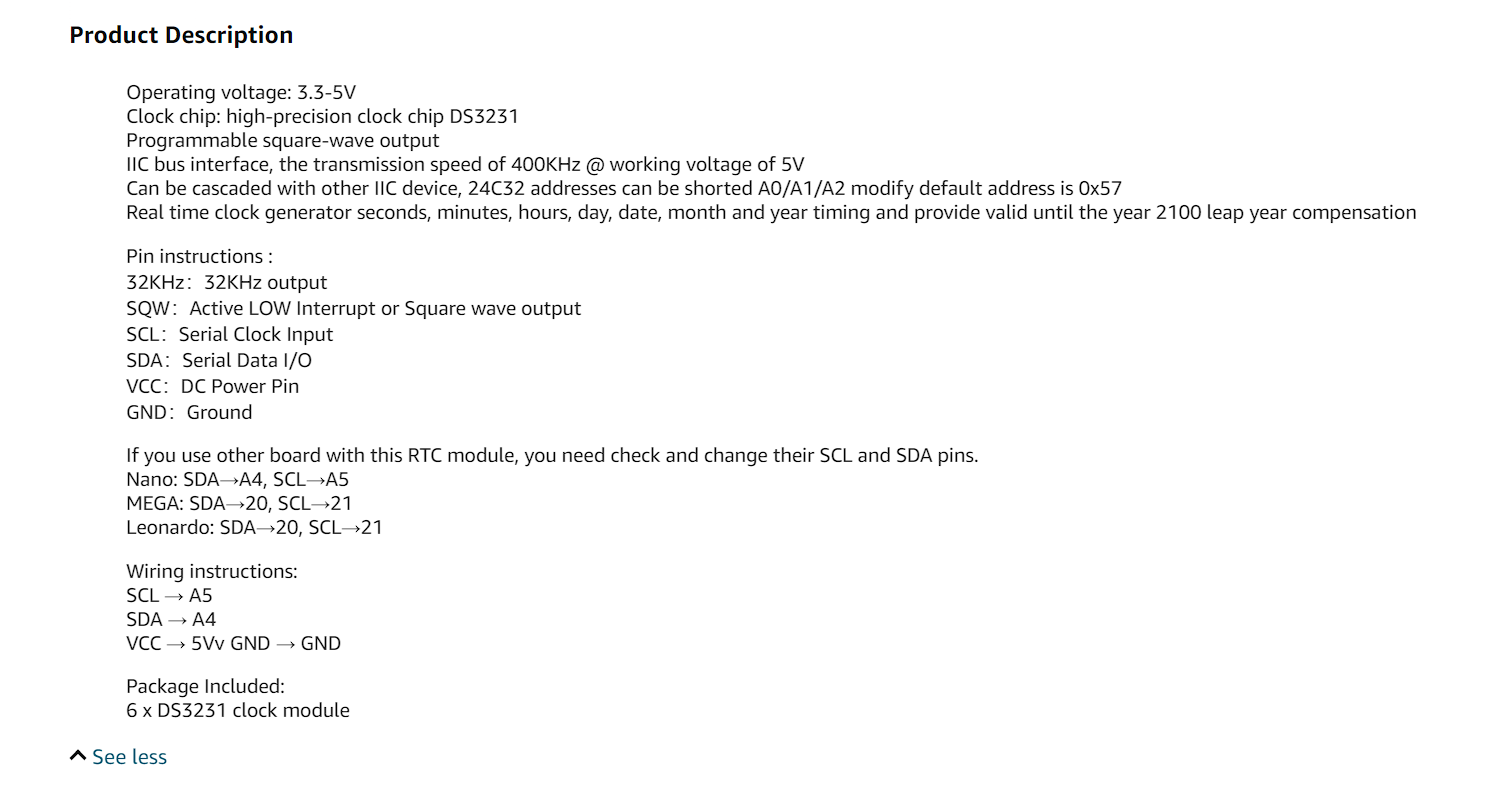 Product Description
Operating voltage: 3.3-5V
Clock chip: high-precision clock chip DS3231
Programmable square-wave output
IIC bus interface, the transmission speed of 400KHz @ working voltage of 5V
Can be cascaded with other IIC device, 24C32 addresses can be shorted A0/A1/A2 modify default address is 0x57
Real time clock generator seconds, minutes, hours, day, date, month and year timing and provide valid until the year 2100 leap year compensation
Pin instructions :
32KHz：32KHz output
SQW：Active LOW Interrupt or Square wave output
SCL：Serial Clock Input
SDA：Serial Data I/O
VCC：DC Power Pin
GND：Ground
If you use other board with this RTC module, you need check and change their SCL and SDA pins.
Nano: SDA→A4, SCL→A5
MEGA: SDA→20, SCL→21
Leonardo: SDA→20, SCL→21
Wiring instructions:
SCL → A5
SDA → A4
VCC → 5Vv GND → GND
Package Included:
6 x DS3231 clock module
See less